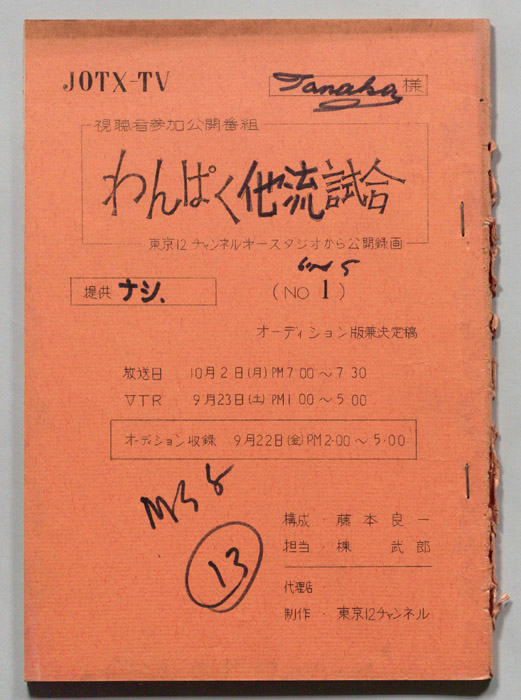 JOTX-TV
Tanaka 様
視聴者参加公開番組
わんぱく他流試合
東京12チャンネルオースタジオから公開録画
提供 ナシ.
(NO 1)
オーディション版兼決定稿
放送日 10月2日(月)PM7:00～7:30
VTR 9月23日(土)PM1:00～5:00
オーディション収録 9月22日(金)PM2:00～5:00
13
構成・藤本良一
担当・棟 武郎
代理店
制作・東京12チャンネル